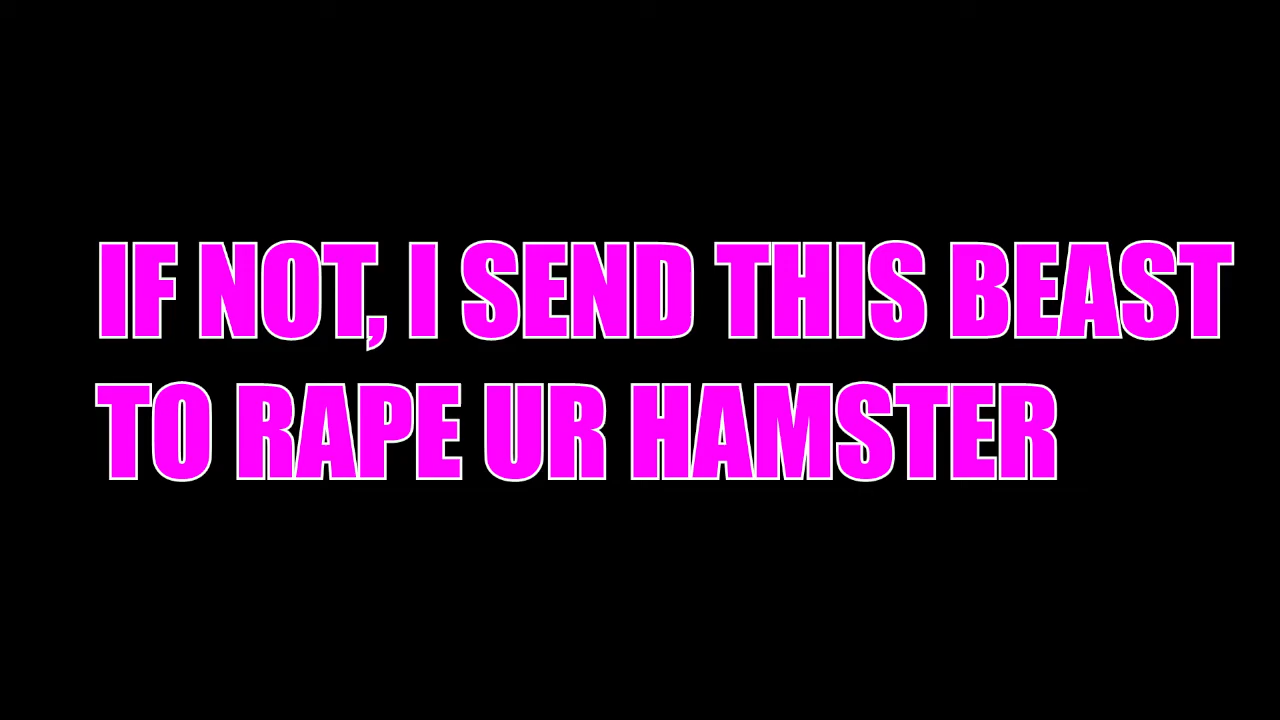 IF NOT, I SEND THIS BEAST
TO RAPE UR HAMSTER